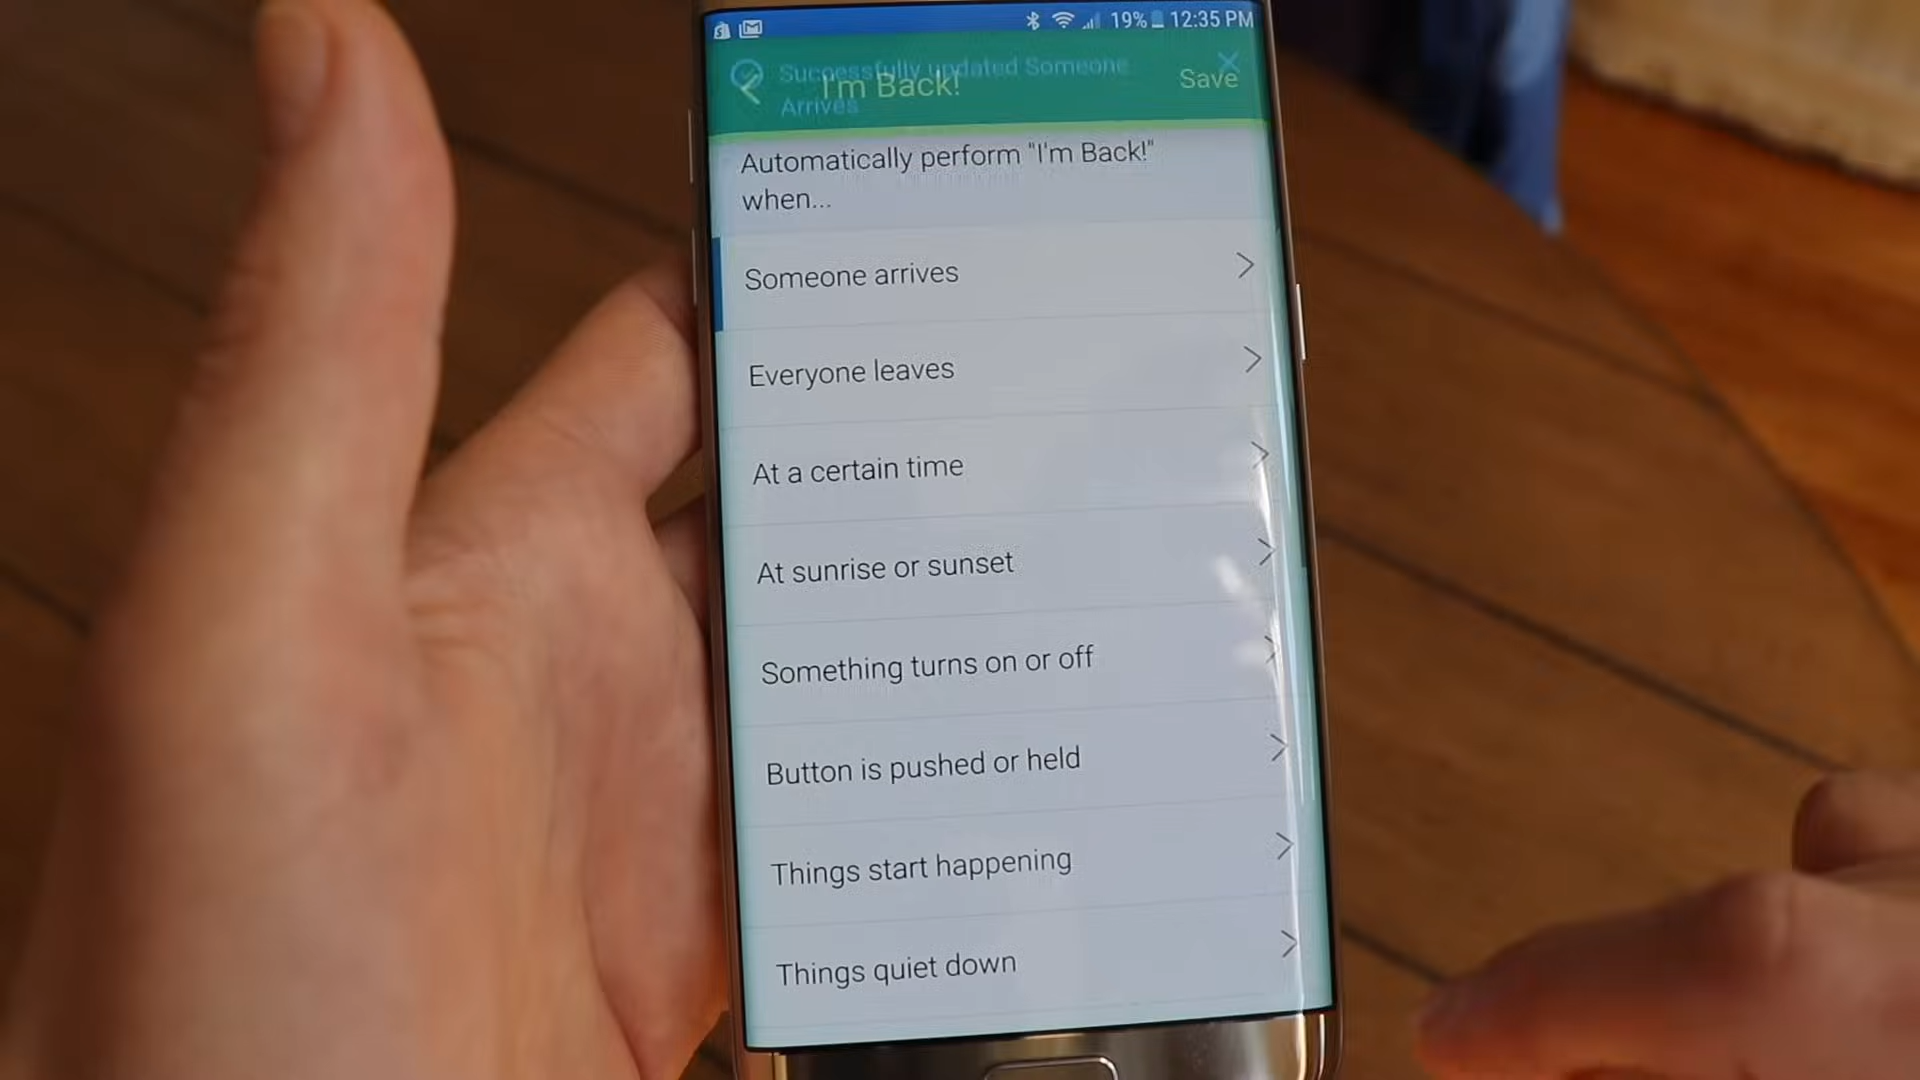 19% 12:35 PM
Successfully updated Someone
Arrives
I'm Back!
Save
Automatically perform "I'm Back!"
when...
Someone arrives
Everyone leaves
At a certain time
At sunrise or sunset
Something turns on or off
Button is pushed or held
Things start happening
Things quiet down